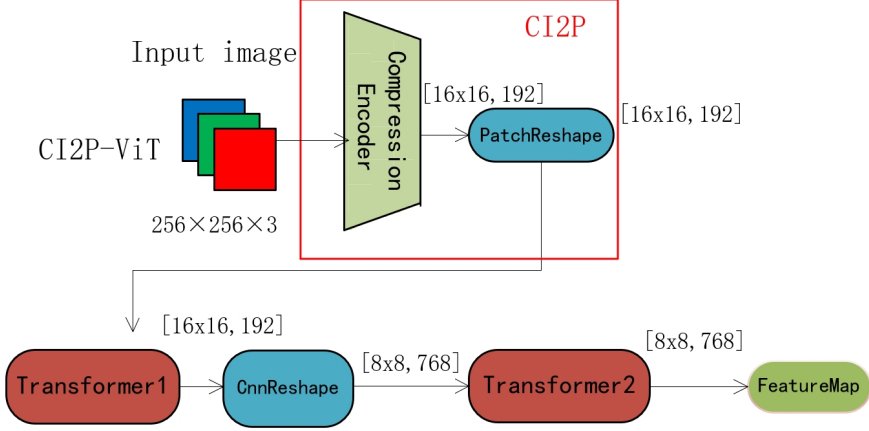 CI2P
Input image
Compression
Encoder
[16x16, 192]
PatchReshape
[16x16, 192]
CI2P-ViT
256×256×3
[16x16, 192]
Transformer1
CnnReshape
[8x8, 768]
Transformer2
[8x8, 768]
FeatureMap